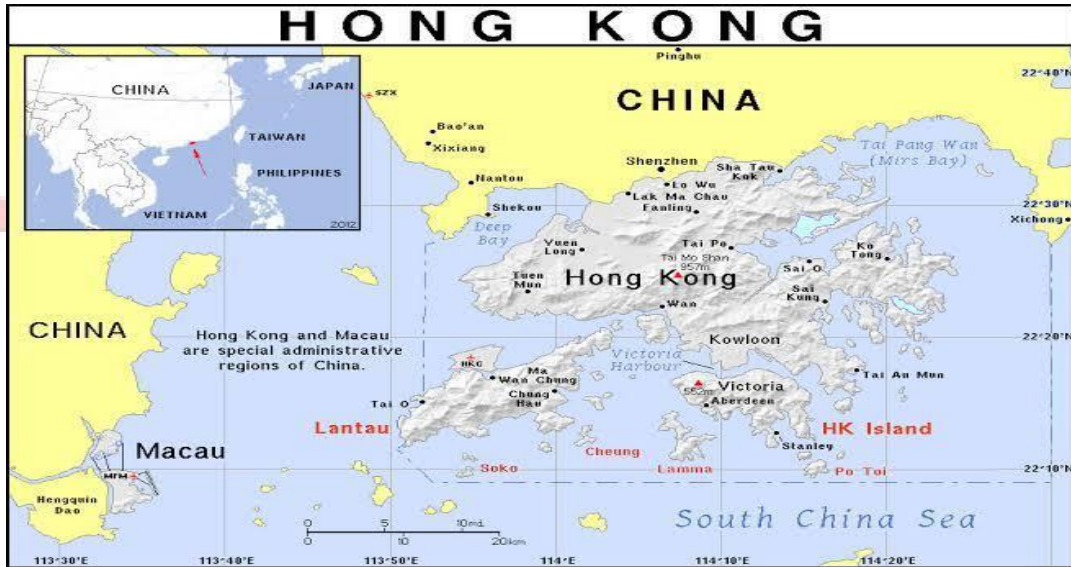 HONG KONG
CHINA
JAPAN
TAIWAN
PHILIPPINES
VIETNAM
2012
SZX
Pinghu
CHINA
22°40'N
Bao'an
Xixiang
Nantou
Shekou
Deep
Bay
Shenzhen
Lo Wu
Lak Ma Chau
Fanling
Sha Tau
Kok
Tai Pang Wan
(Mirs Bay)
22°30'N
Xichong
Yuen
Long
Tai Po
Tai Mo Shan
957m
Ko
Tong
Sai O
Hong Kong
Tuen
Mun
Sai
Kung
Wan
CHINA
Hong Kong and Macau
are special administrative
regions of China.
22°20'N
Kowloon
Victoria
Harbour
HKG
Ma
Wan Chung
Chung
Hau
Tai O
Victoria
552m
Aberdeen
Tai Au Mun
Lantau
HK Island
Stanley
Cheung
Soko
Lamma
Po Toi
22°10'N
Macau
MFM
Hengquin
Dao
South China Sea
0 5 10mi
0 10 20km
113°30'E 113°40'E 113°50'E 114°E 114°10'E 114°20'E